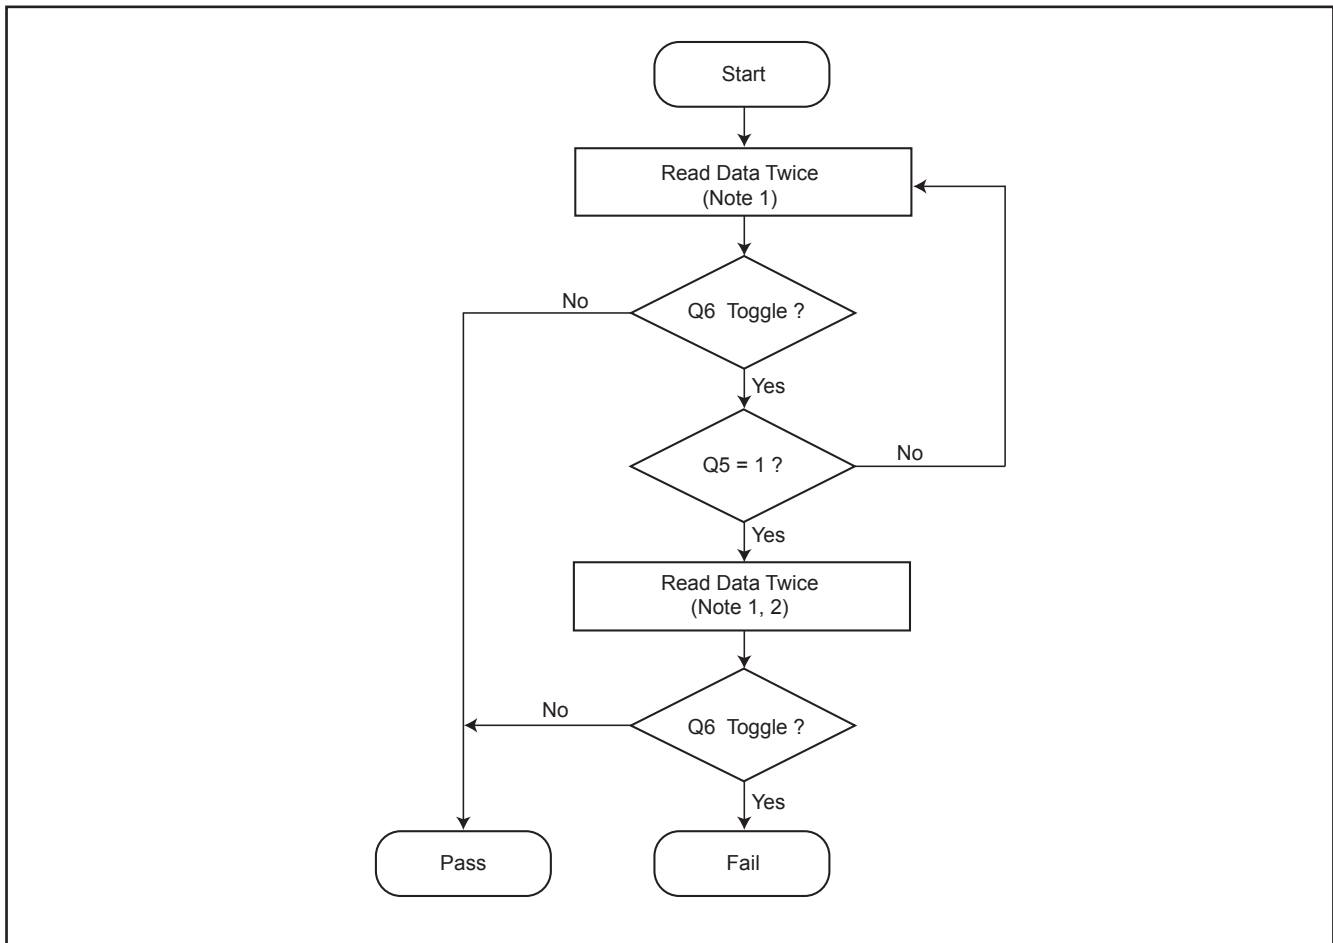 Start
Read Data Twice
(Note 1)
Q6 Toggle ?
No
Yes
Q5 = 1 ?
No
Yes
Read Data Twice
(Note 1, 2)
Q6 Toggle ?
No
Yes
Pass
Fail